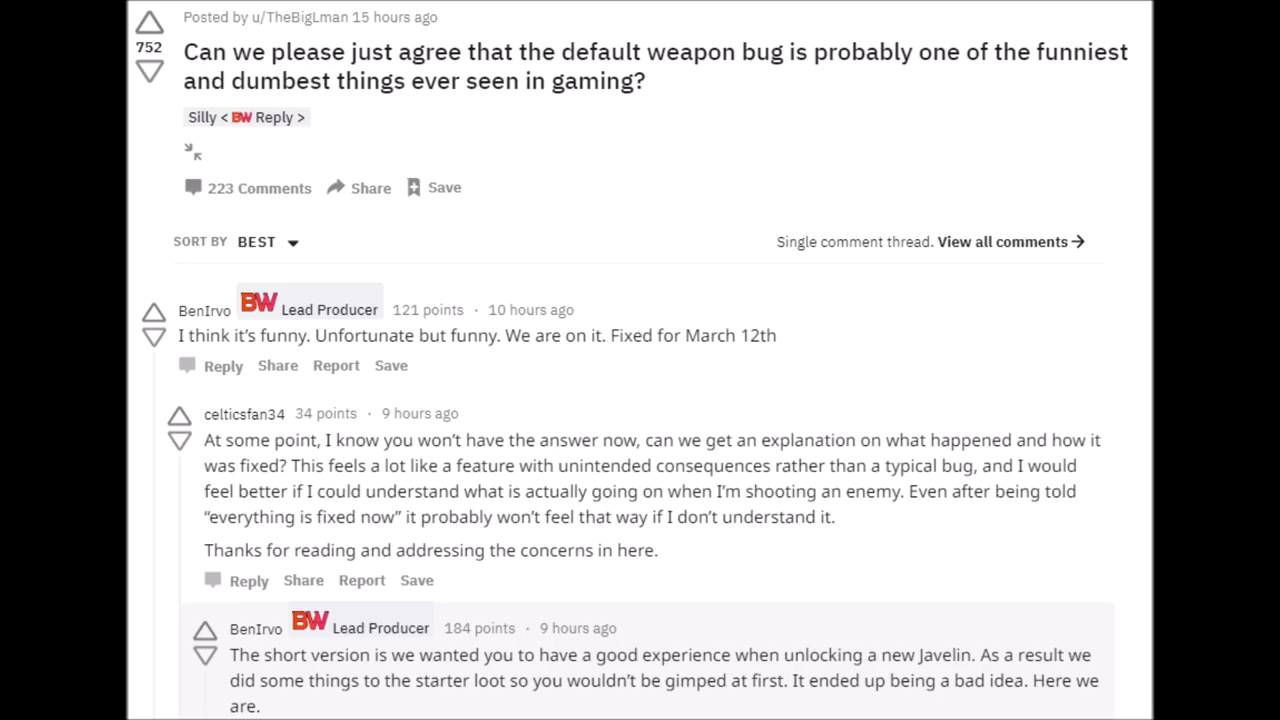 Posted by u/TheBigLman 15 hours ago
752
Can we please just agree that the default weapon bug is probably one of the funniest
and dumbest things ever seen in gaming?
Silly < BW Reply >
223 Comments Share Save
SORT BY BEST Single comment thread. View all comments
BenIrvo BW Lead Producer 121 points · 10 hours ago
I think it’s funny. Unfortunate but funny. We are on it. Fixed for March 12th
Reply Share Report Save
celticsfan34 34 points · 9 hours ago
At some point, I know you won’t have the answer now, can we get an explanation on what happened and how it
was fixed? This feels a lot like a feature with unintended consequences rather than a typical bug, and I would
feel better if I could understand what is actually going on when I’m shooting an enemy. Even after being told
“everything is fixed now” it probably won’t feel that way if I don’t understand it.
Thanks for reading and addressing the concerns in here.
Reply Share Report Save
BenIrvo BW Lead Producer 184 points · 9 hours ago
The short version is we wanted you to have a good experience when unlocking a new Javelin. As a result we
did some things to the starter loot so you wouldn’t be gimped at first. It ended up being a bad idea. Here we
are.